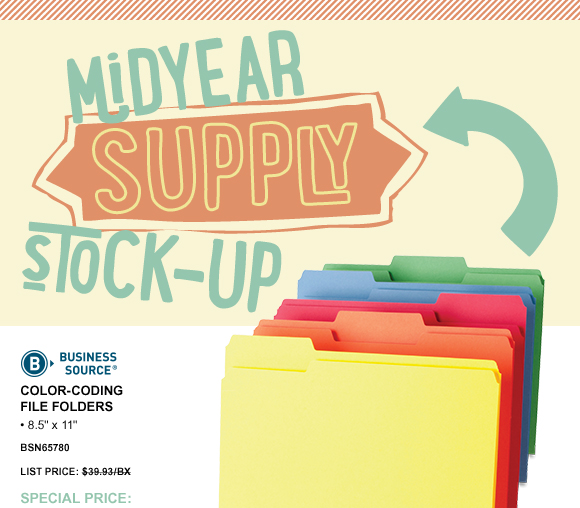 MiDYEAR
SUPPLY
STOCK-UP
B BUSINESS
SOURCE®
COLOR-CODING
FILE FOLDERS
• 8.5" x 11"
BSN65780
LIST PRICE: $39.93/BX
SPECIAL PRICE: